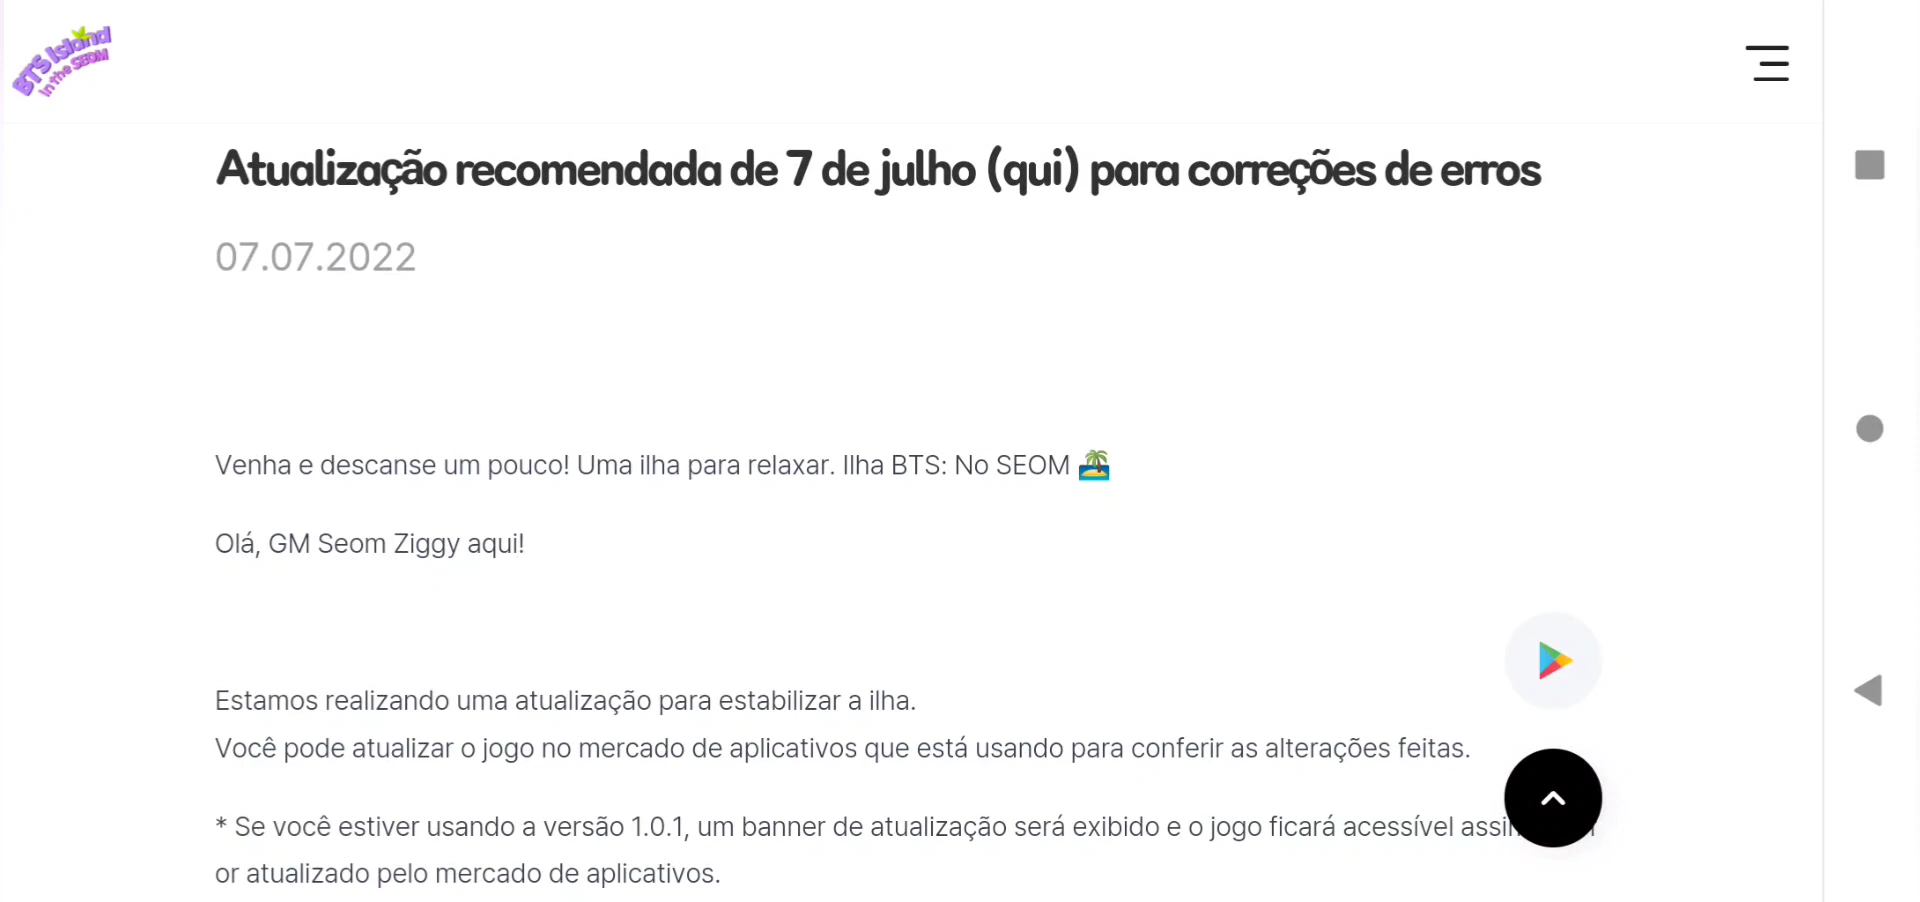 BTS Island
In the SEOM
Atualização recomendada de 7 de julho (qui) para correções de erros
07.07.2022
Venha e descanse um pouco! Uma ilha para relaxar. Ilha BTS: No SEOM 🏝️
Olá, GM Seom Ziggy aqui!
Estamos realizando uma atualização para estabilizar a ilha.
Você pode atualizar o jogo no mercado de aplicativos que está usando para conferir as alterações feitas.
* Se você estiver usando a versão 1.0.1, um banner de atualização será exibido e o jogo ficará acessível
or atualizado pelo mercado de aplicativos.